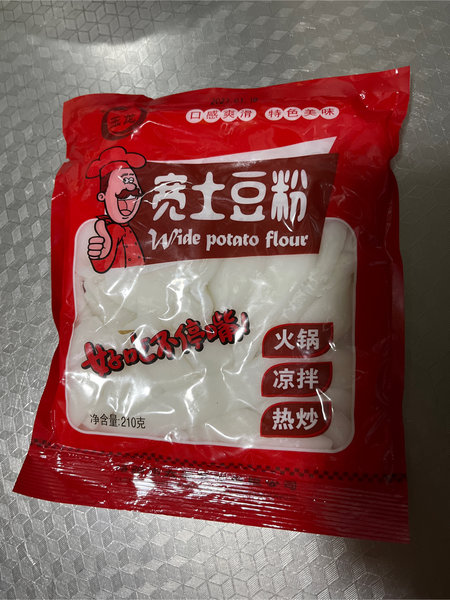 口感爽滑 特色美味
宽土豆粉
Wide potato flour
好吃不停嘴!
火锅
凉拌
热炒
净含量:210克